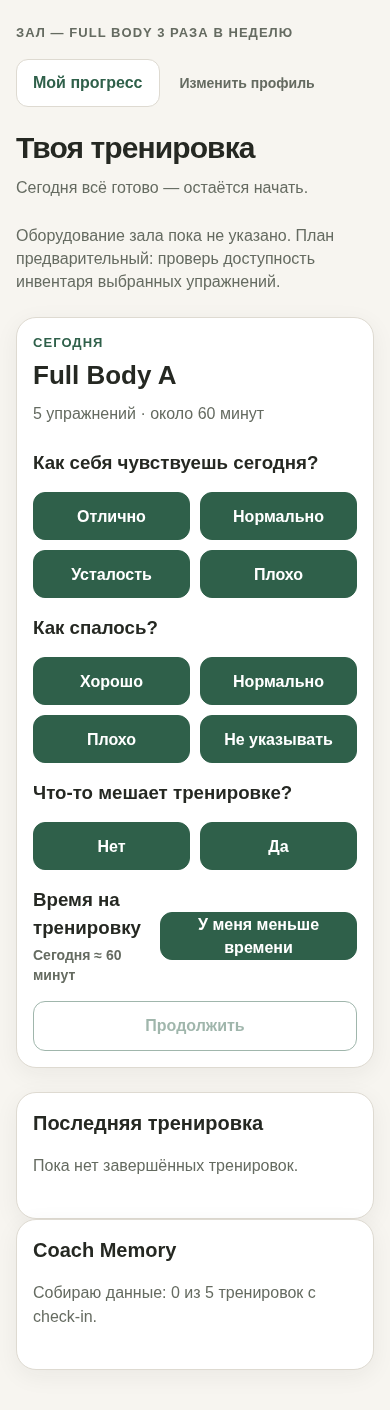 ЗАЛ — FULL BODY 3 РАЗА В НЕДЕЛЮ
Мой прогресс
Изменить профиль
Твоя тренировка
Сегодня всё готово — остаётся начать.
Оборудование зала пока не указано. План
предварительный: проверь доступность
инвентаря выбранных упражнений.
СЕГОДНЯ
Full Body A
5 упражнений · около 60 минут
Как себя чувствуешь сегодня?
Отлично
Нормально
Усталость
Плохо
Как спалось?
Хорошо
Нормально
Плохо
Не указывать
Что-то мешает тренировке?
Нет
Да
Время на
тренировку
Сегодня ≈ 60
минут
У меня меньше
времени
Продолжить
Последняя тренировка
Пока нет завершённых тренировок.
Coach Memory
Собираю данные: 0 из 5 тренировок с
check-in.